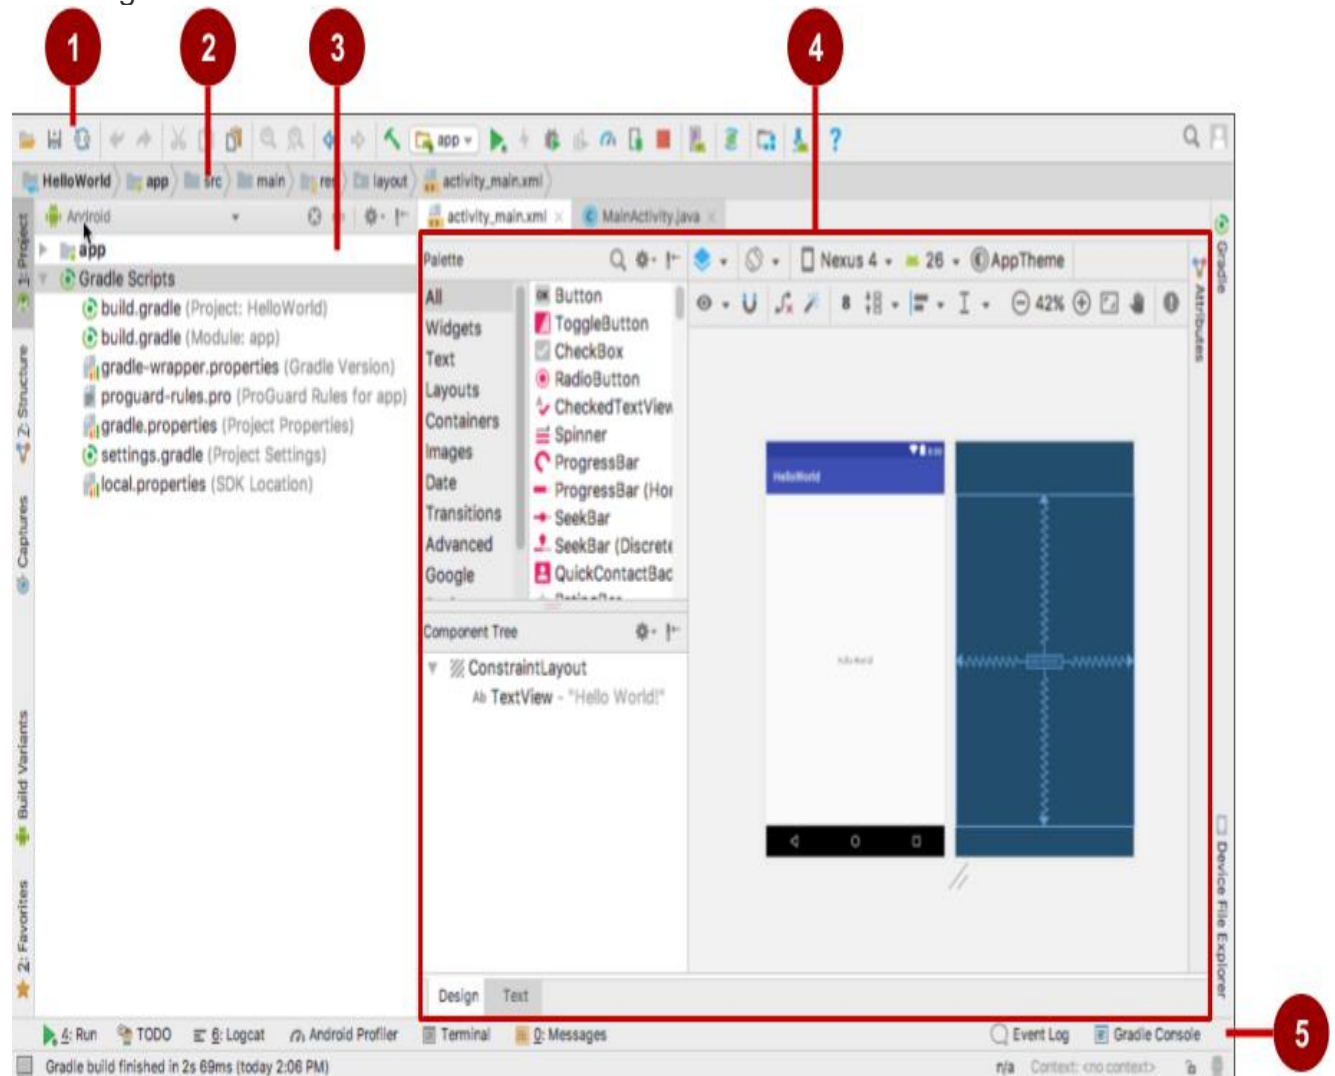 1 2 3 4
app
?
HelloWorld app src main res layout activity_main.xml
Android
activity_main.xml MainActivity.java
1: Project
2: Structure
Captures
Build Variants
2: Favorites
app
Gradle Scripts
build.gradle (Project: HelloWorld)
build.gradle (Module: app)
gradle-wrapper.properties (Gradle Version)
proguard-rules.pro (ProGuard Rules for app)
gradle.properties (Project Properties)
settings.gradle (Project Settings)
local.properties (SDK Location)
Palette
All
Widgets
Text
Layouts
Containers
Images
Date
Transitions
Advanced
Google
OK Button
ToggleButton
CheckBox
RadioButton
CheckedTextView
Spinner
ProgressBar
ProgressBar (Hor
SeekBar
SeekBar (Discrete
QuickContactBad
Component Tree
ConstraintLayout
Ab TextView - "Hello World!"
Nexus 4 26 AppTheme
8 42%
HelloWorld
Hello World!
Design Text
Gradle
Attributes
Device File Explorer
4: Run TODO 6: Logcat Android Profiler Terminal 0: Messages Event Log Gradle Console
5
Gradle build finished in 2s 69ms (today 2:06 PM) n/a Context: <no context>